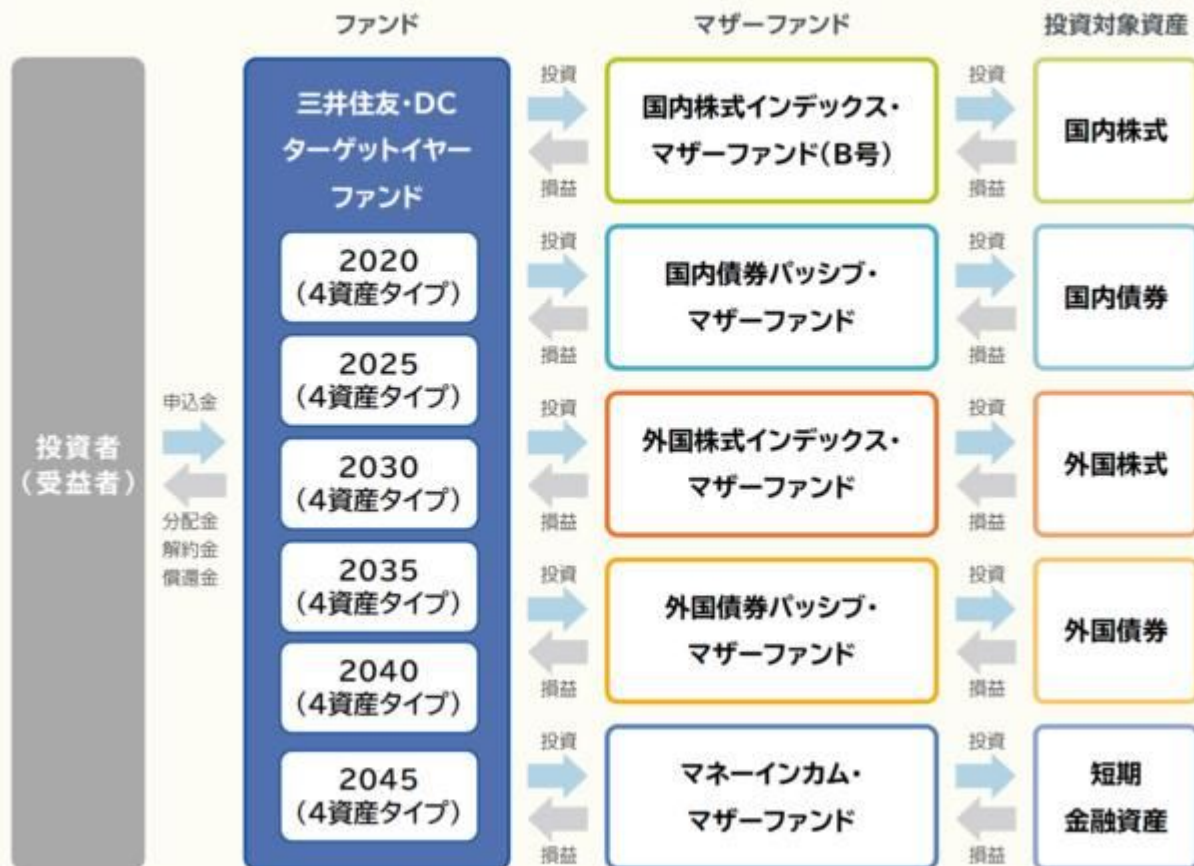 ファンド
マザーファンド
投資対象資産
投資者
(受益者)
申込金
分配金
解約金
償還金
三井住友・DC
ターゲットイヤー
ファンド
2020
(4資産タイプ)
2025
(4資産タイプ)
2030
(4資産タイプ)
2035
(4資産タイプ)
2040
(4資産タイプ)
2045
(4資産タイプ)
投資
損益
国内株式インデックス・
マザーファンド(B号)
投資
損益
国内株式
投資
損益
国内債券パッシブ・
マザーファンド
投資
損益
国内債券
投資
損益
外国株式インデックス・
マザーファンド
投資
損益
外国株式
投資
損益
外国債券パッシブ・
マザーファンド
投資
損益
外国債券
投資
損益
マネーインカム・
マザーファンド
投資
損益
短期
金融資産